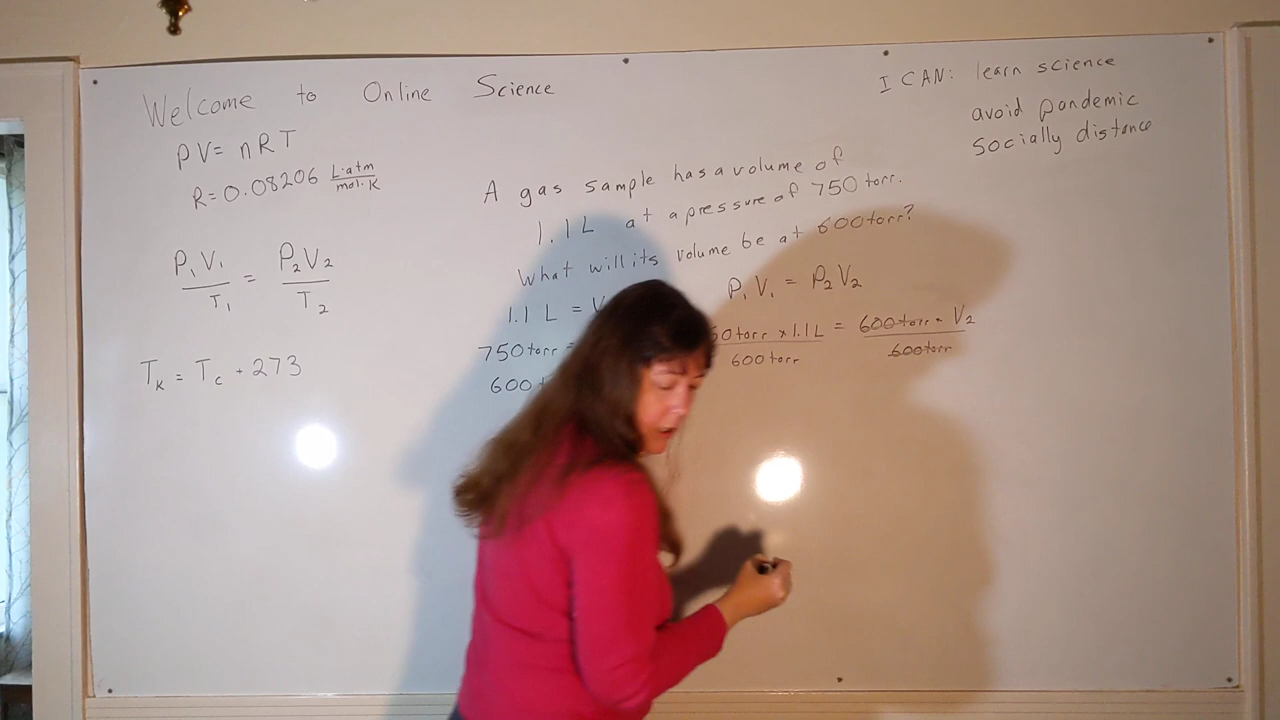 Welcome to Online Science
PV = nRT
R = 0.08206 L·atm
mol·K
P₁V₁ = P₂V₂
T₁ T₂
Tₖ = T꜀ + 273
I CAN: learn science
avoid pandemic
socially distance
A gas sample has a volume of
1.1 L at a pressure of 750 torr.
What will its volume be at 600 torr?
1.1 L = V
750 torr =
600
P₁V₁ = P₂V₂
torr x 1.1 L = 600 torr · V₂
600 torr 600 torr